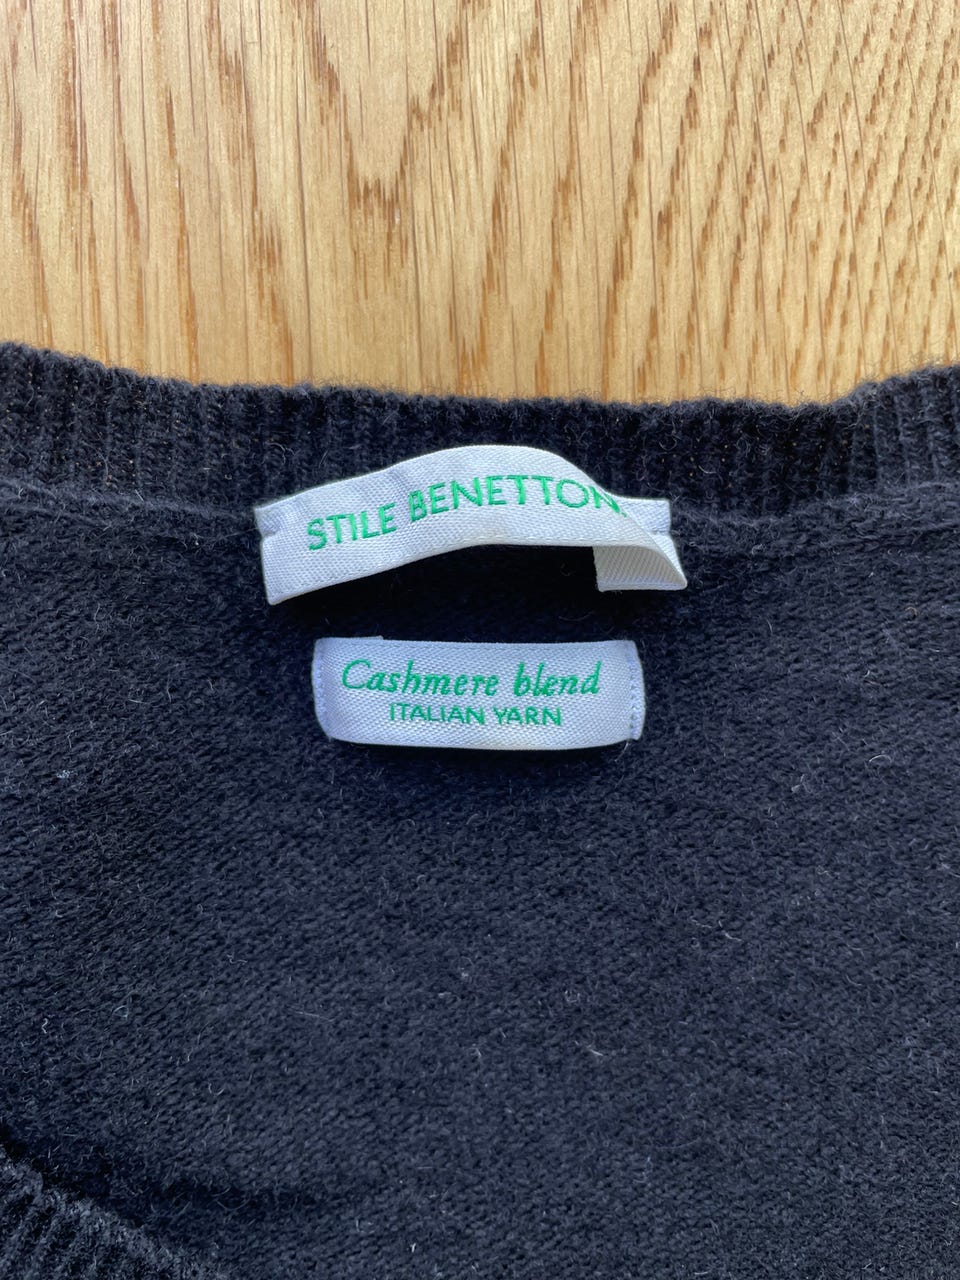 STILE BENETTON
Cashmere blend
ITALIAN YARN